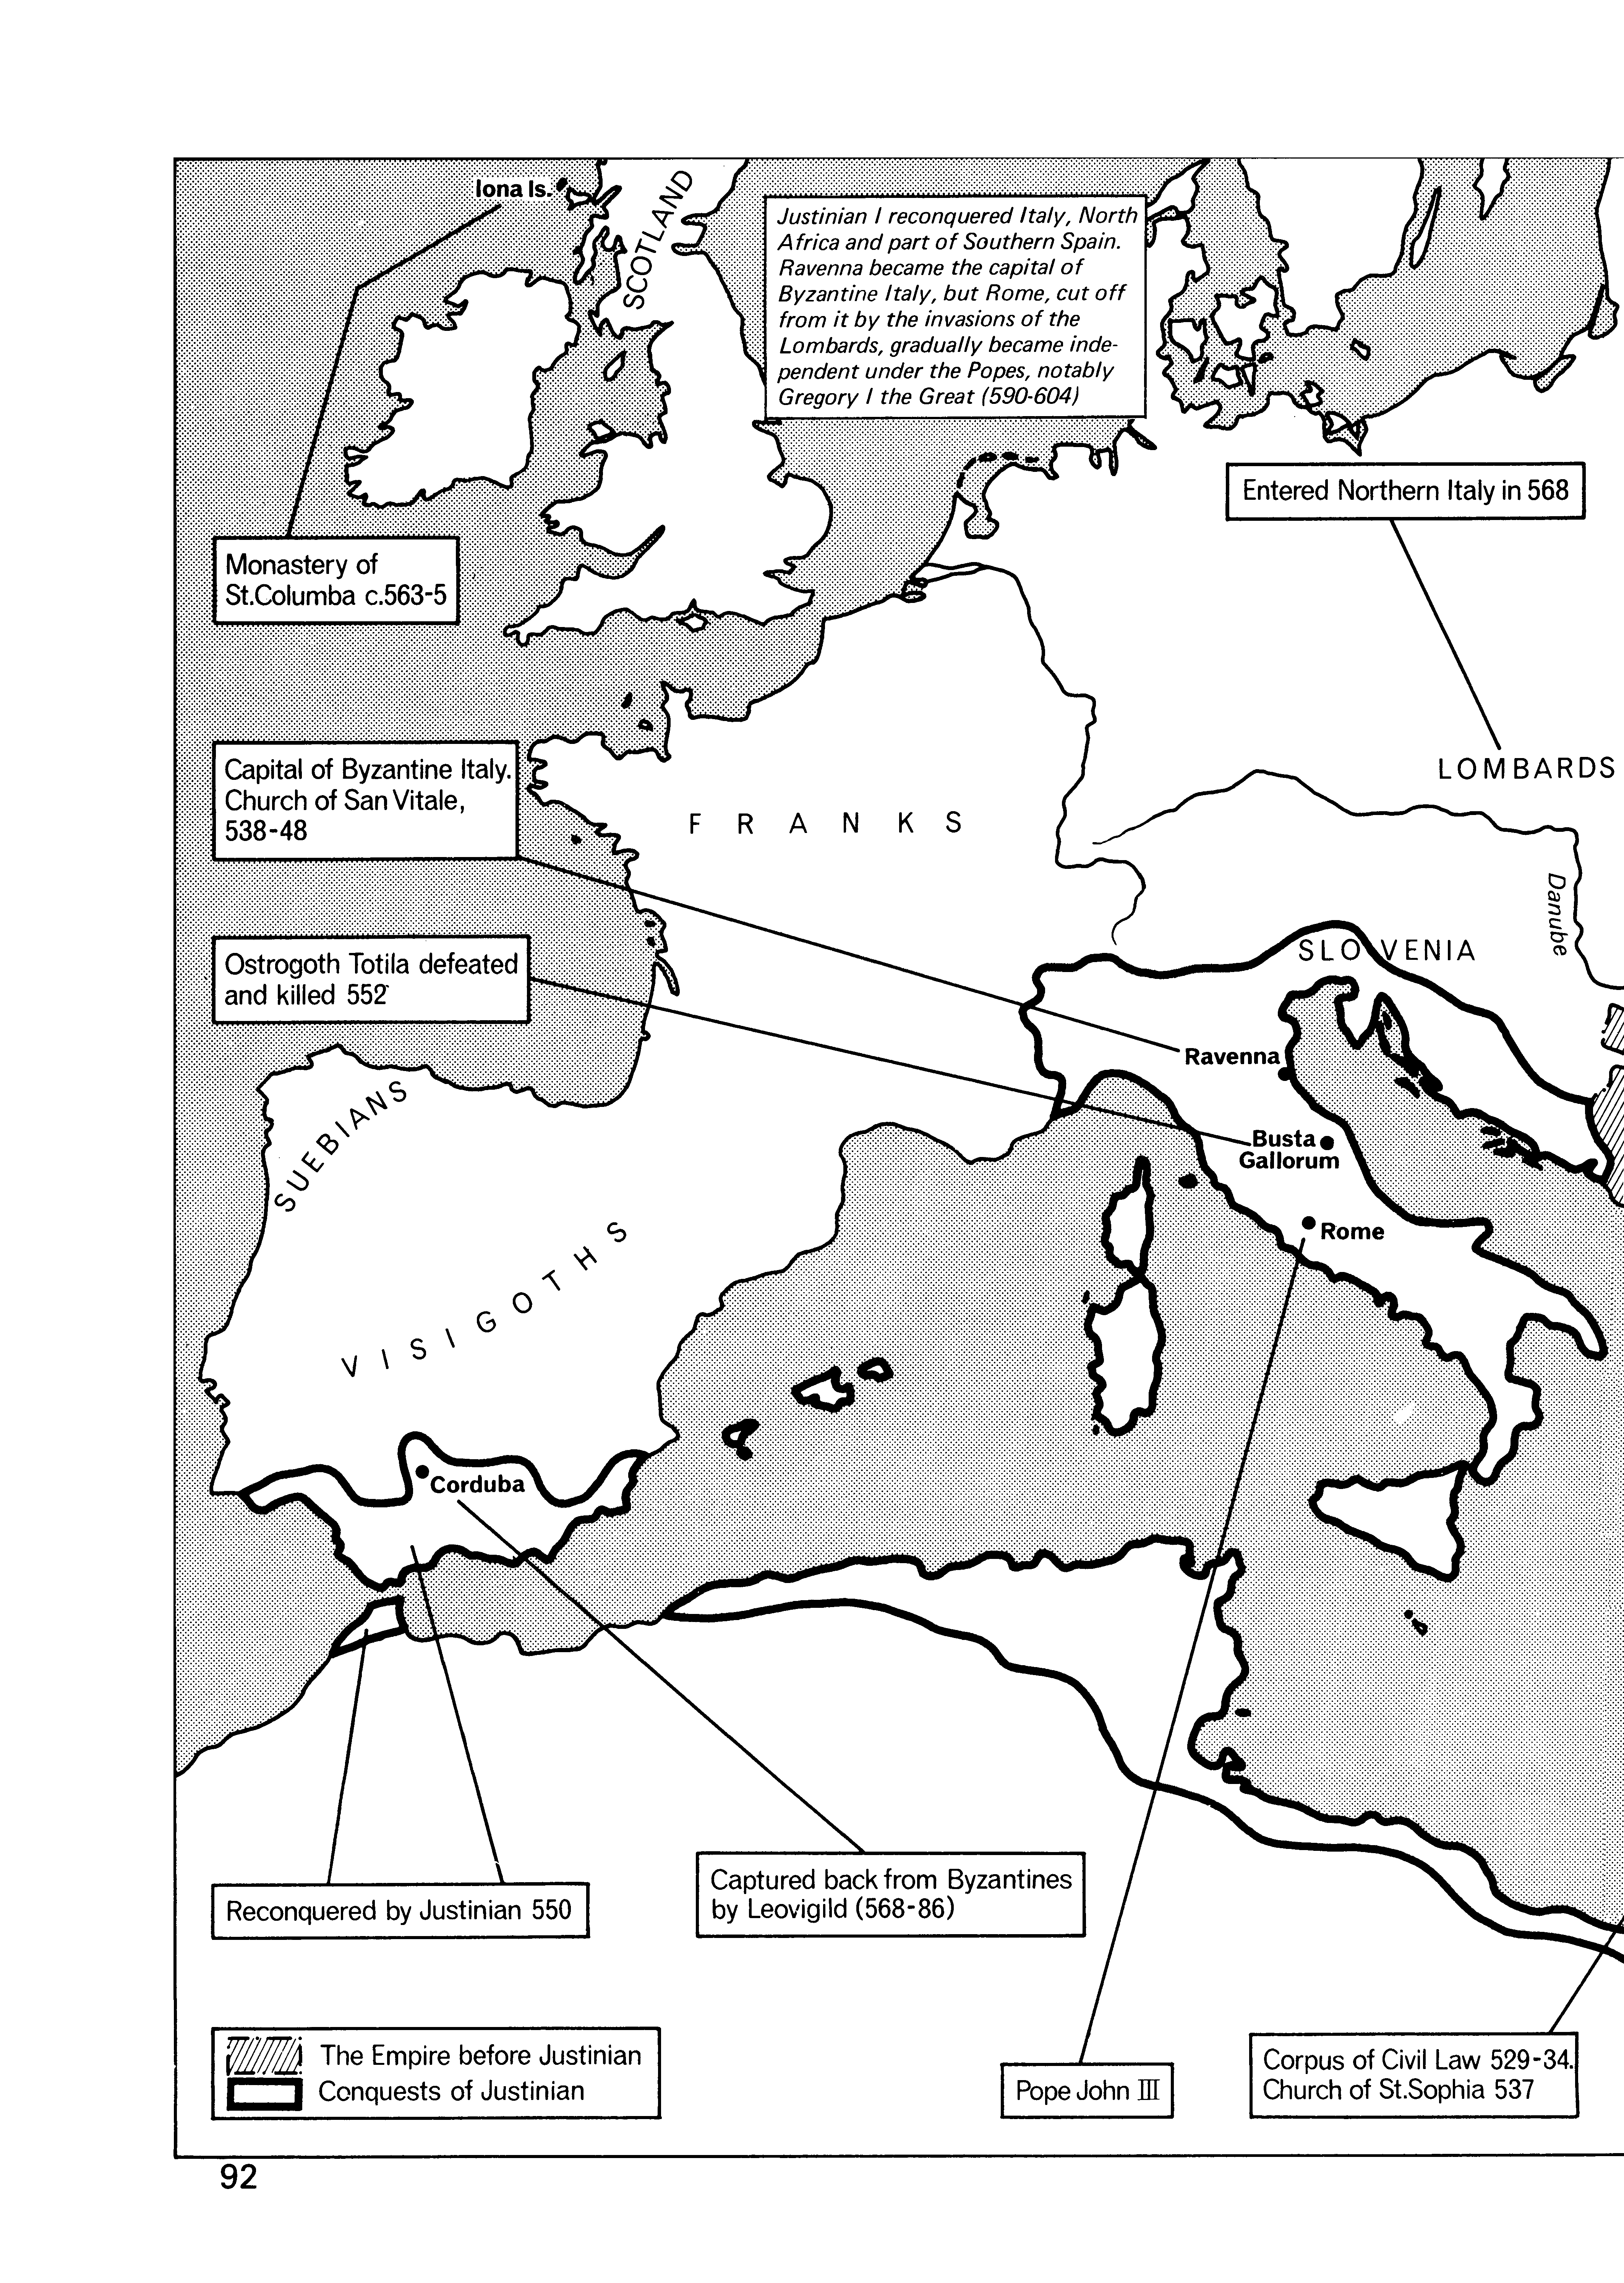 Iona Is.
SCOTLAND
Justinian I reconquered Italy, North
Africa and part of Southern Spain.
Ravenna became the capital of
Byzantine Italy, but Rome, cut off
from it by the invasions of the
Lombards, gradually became inde-
pendent under the Popes, notably
Gregory I the Great (590-604)
Entered Northern Italy in 568
Monastery of
St.Columba c.563-5
LOMBARDS
Capital of Byzantine Italy.
Church of San Vitale,
538-48
FRANKS
Danube
SLOVENIA
Ostrogoth Totila defeated
and killed 552
Ravenna
SUEBIANS
Busta
Gallorum
Rome
VISIGOTHS
Corduba
Reconquered by Justinian 550
Captured back from Byzantines
by Leovigild (568-86)
The Empire before Justinian
Conquests of Justinian
Pope John III
Corpus of Civil Law 529-34.
Church of St.Sophia 537
92